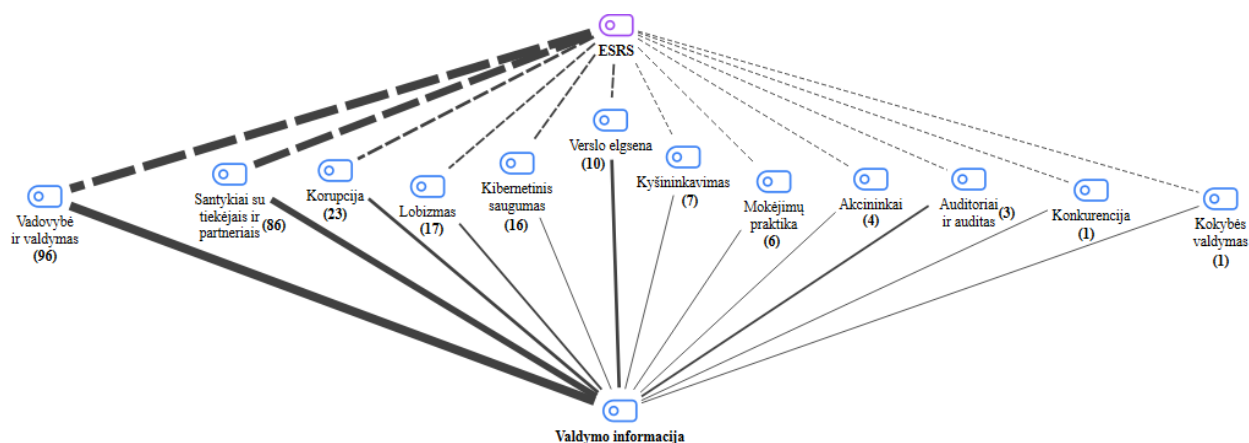 ESRS
Vadovybė
ir valdymas
(96)
Santykiai su
tiekėjais ir
partneriais
(86)
Korupcija
(23)
Lobizmas
(17)
Kibernetinis
saugumas
(16)
Verslo elgsena
(10)
Kyšininkavimas
(7)
Mokėjimų
praktika
(6)
Akcininkai
(4)
Auditoriai
ir auditas
(3)
Konkurencija
(1)
Kokybės
valdymas
(1)
Valdymo informacija